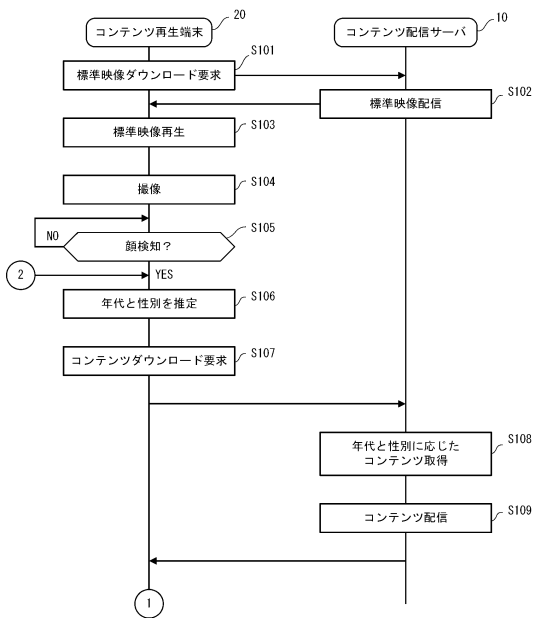 コンテンツ再生端末
20
コンテンツ配信サーバ
10
標準映像ダウンロード要求
S101
標準映像配信
S102
標準映像再生
S103
撮像
S104
NO
顔検知？
S105
2
YES
年代と性別を推定
S106
コンテンツダウンロード要求
S107
年代と性別に応じた
コンテンツ取得
S108
コンテンツ配信
S109
1